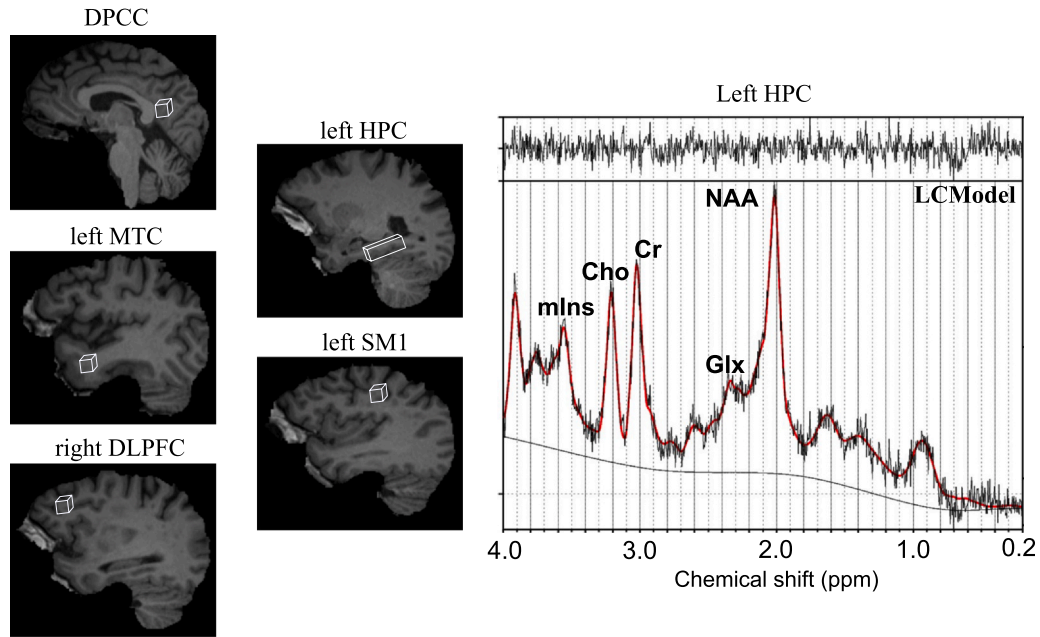 DPCC
left MTC
right DLPFC
left HPC
left SM1
Left HPC
LCModel
NAA
Cr
Cho
mIns
Glx
4.0 3.0 2.0 1.0 0.2
Chemical shift (ppm)